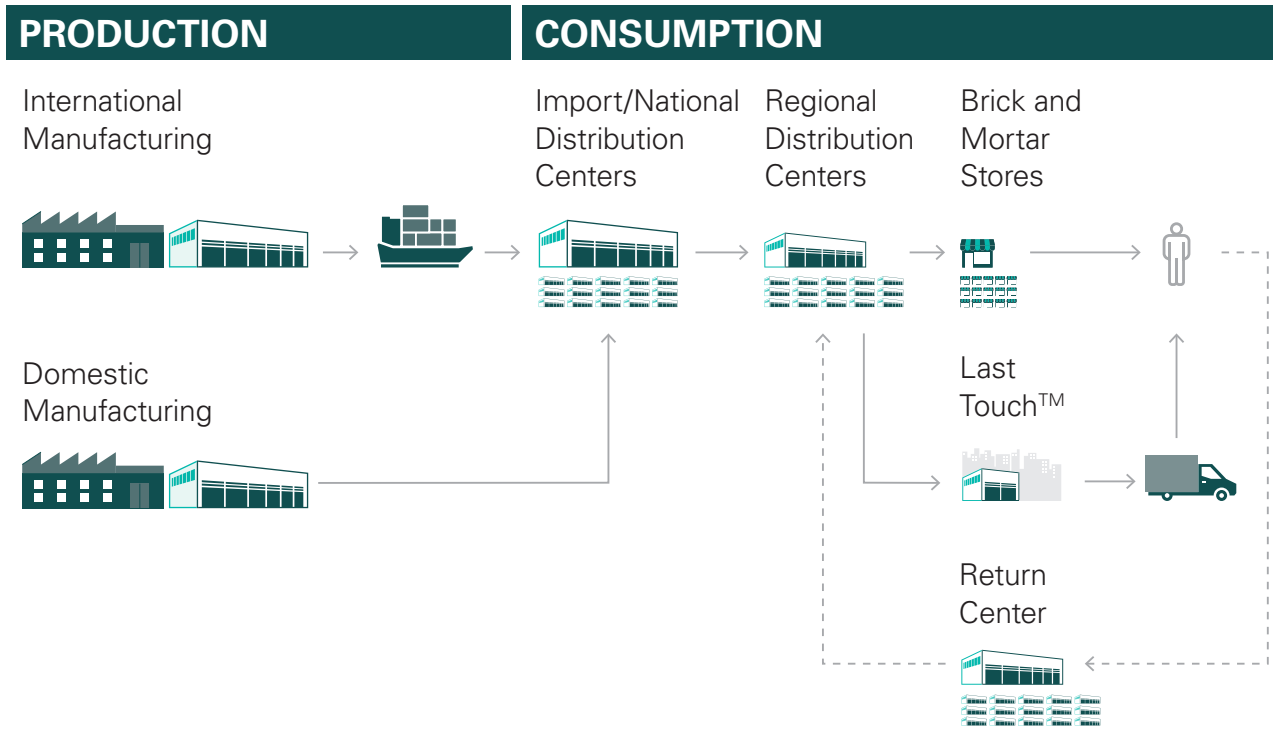 PRODUCTION
CONSUMPTION
International
Manufacturing
Import/National
Distribution
Centers
Regional
Distribution
Centers
Brick and
Mortar
Stores
Domestic
Manufacturing
Last
Touch™
Return
Center